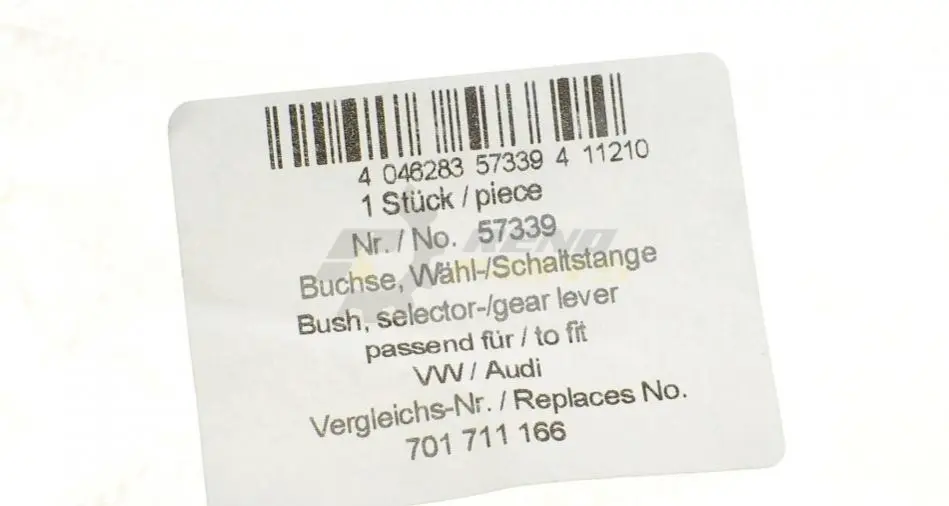 4 046283 57339 4 11210
1 Stück / piece
Nr. / No. 57339
Buchse, Wähl-/Schaltstange
Bush, selector-/gear lever
passend für / to fit
VW / Audi
Vergleichs-Nr. / Replaces No.
701 711 166